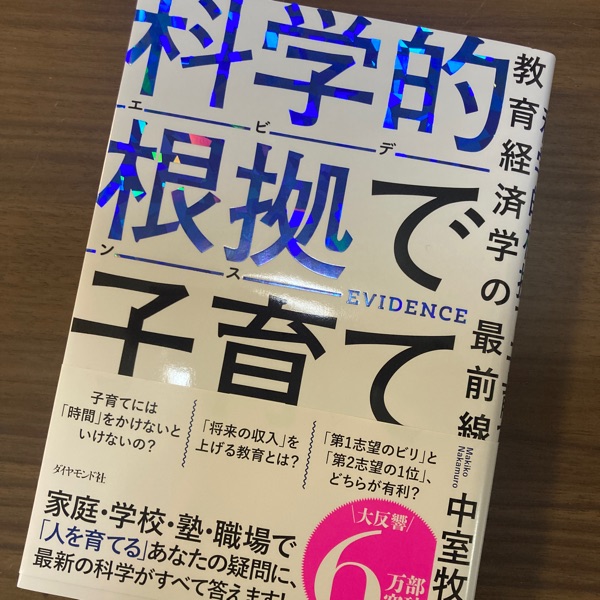 科学的
エビデ
根拠で
ンス
EVIDENCE
子育て
教育経済学の最前線
Makiko
Nakamuro
中室牧
子育てには
「時間」をかけないと
いけないの?
「将来の収入」を
上げる教育とは?
「第1志望のビリ」と
「第2志望の1位」、
どちらが有利?
ダイヤモンド社
家庭・学校・塾・職場で
「人を育てる」あなたの疑問に、
最新の科学がすべて答えます!
大反響
6
万部